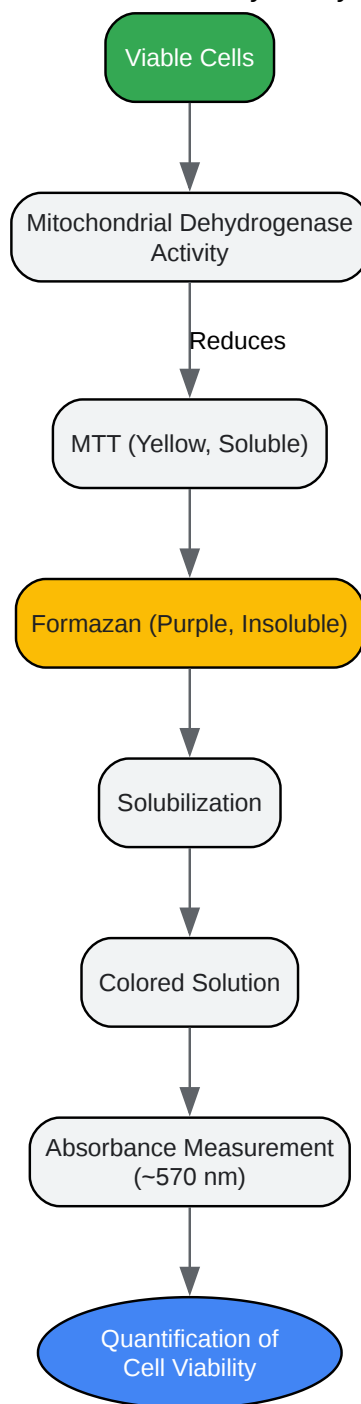 Viable Cells
Mitochondrial Dehydrogenase
Activity
Reduces
MTT (Yellow, Soluble)
Formazan (Purple, Insoluble)
Solubilization
Colored Solution
Absorbance Measurement
(~570 nm)
Quantification of
Cell Viability